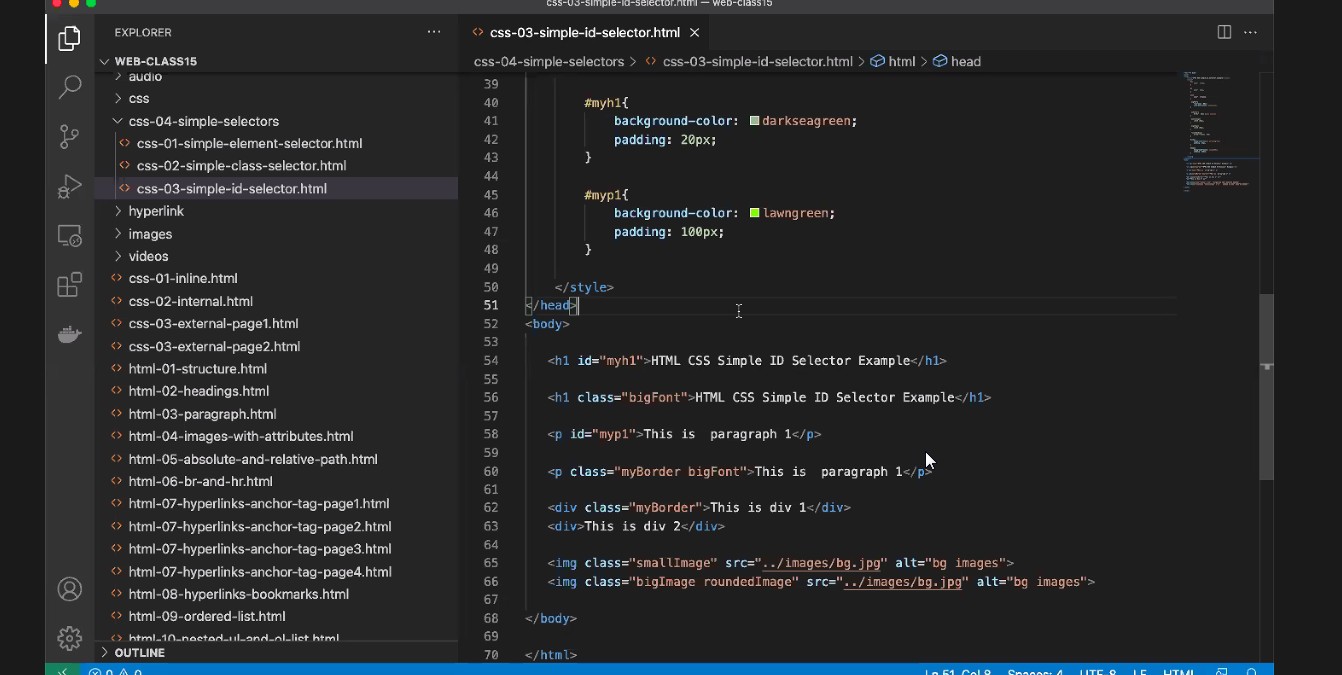 css-03-simple-id-selector.html — web-class15
EXPLORER
WEB-CLASS15
audio
css
css-04-simple-selectors
css-01-simple-element-selector.html
css-02-simple-class-selector.html
css-03-simple-id-selector.html
hyperlink
images
videos
css-01-inline.html
css-02-internal.html
css-03-external-page1.html
css-03-external-page2.html
html-01-structure.html
html-02-headings.html
html-03-paragraph.html
html-04-images-with-attributes.html
html-05-absolute-and-relative-path.html
html-06-br-and-hr.html
html-07-hyperlinks-anchor-tag-page1.html
html-07-hyperlinks-anchor-tag-page2.html
html-07-hyperlinks-anchor-tag-page3.html
html-07-hyperlinks-anchor-tag-page4.html
html-08-hyperlinks-bookmarks.html
html-09-ordered-list.html
html-10-nested-ul-and-ol-list.html
OUTLINE
css-03-simple-id-selector.html
css-04-simple-selectors > css-03-simple-id-selector.html > html > head
39
40 #myh1{
41 background-color: darkseagreen;
42 padding: 20px;
43 }
44
45 #myp1{
46 background-color: lawngreen;
47 padding: 100px;
48 }
49
50 </style>
51 </head>
52 <body>
53
54 <h1 id="myh1">HTML CSS Simple ID Selector Example</h1>
55
56 <h1 class="bigFont">HTML CSS Simple ID Selector Example</h1>
57
58 <p id="myp1">This is  paragraph 1</p>
59
60 <p class="myBorder bigFont">This is  paragraph 1</p>
61
62 <div class="myBorder">This is div 1</div>
63 <div>This is div 2</div>
64
65 <img class="smallImage" src="../images/bg.jpg" alt="bg images">
66 <img class="bigImage roundedImage" src="../images/bg.jpg" alt="bg images">
67
68 </body>
69
70 </html>
0 0 Ln 51, Col 8 Spaces: 4 UTF-8 LF HTML